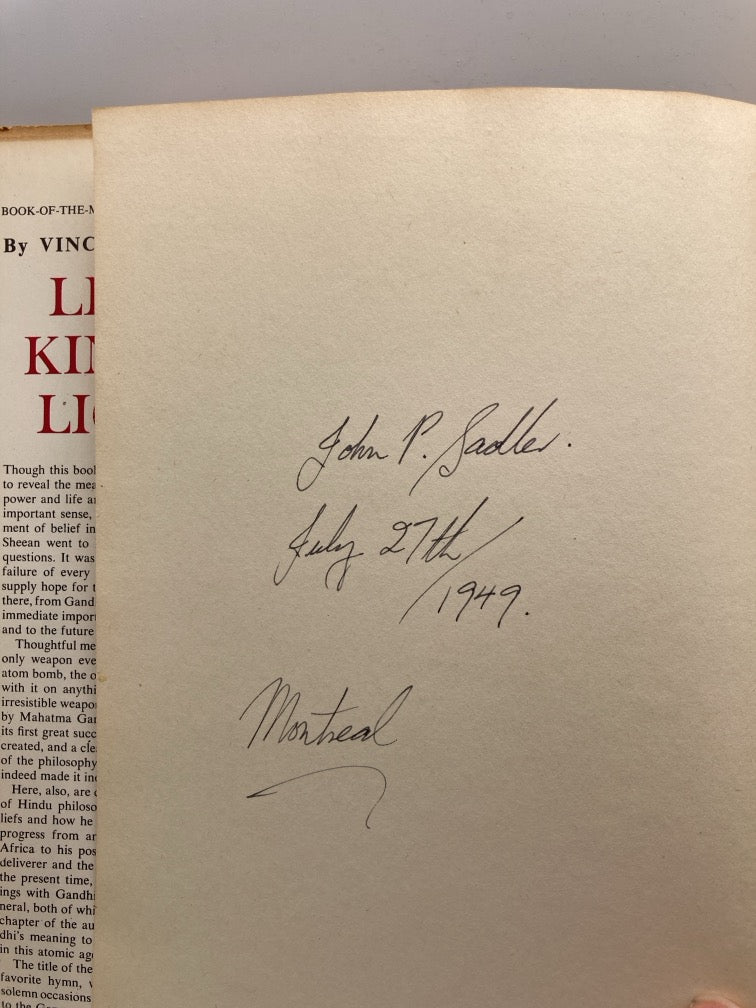 BOOK-OF-THE-
By VINC
LE
KIN
LIG
Though this book
to reveal the mea
power and life a
important sense,
ment of belief in
Sheean went to
questions. It was
failure of every
supply hope for t
there, from Gand
immediate impor
and to the future
Thoughtful me
only weapon eve
atom bomb, the o
with it on anythi
irresistible weapo
by Mahatma Gan
its first great succ
created, and a cle
of the philosophy
indeed made it in
Here, also, are
of Hindu philoso
liefs and how he
progress from an
Africa to his pos
deliverer and the
the present time,
ings with Gandhi
neral, both of whi
chapter of the au
dhi's meaning to
in this atomic ag
The title of the
favorite hymn,
solemn occasions
John P. Sadler.
July 27th/
1949.
Montreal